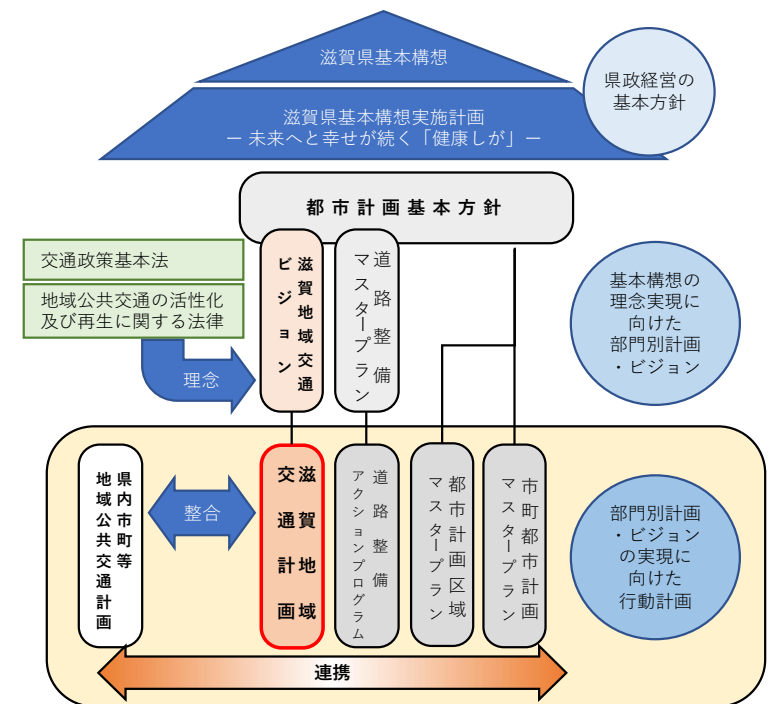 滋賀県基本構想
県政経営の
基本方針
滋賀県基本構想実施計画
ー 未来へと幸せが続く「健康しが」ー
都市計画基本方針
交通政策基本法
地域公共交通の活性化
及び再生に関する法律
理念
滋賀地域交通
ビジョン
道路整備
マスタープラン
基本構想の
理念実現に
向けた
部門別計画
・ビジョン
県内市町等
地域公共交通計画
整合
滋賀地域
交通計画
道路整備
アクションプログラム
都市計画区域
マスタープラン
市町都市計画
マスタープラン
部門別計画
・ビジョン
の実現に
向けた
行動計画
連携